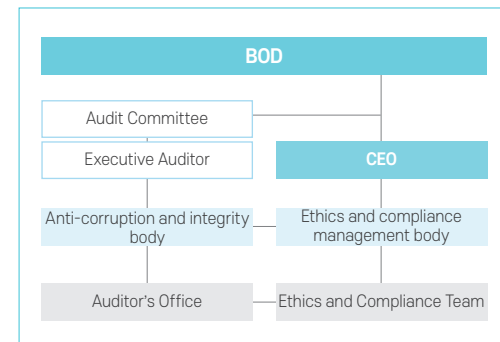 BOD
Audit Committee
Executive Auditor
CEO
Anti-corruption and integrity
body
Ethics and compliance
management body
Auditor's Office
Ethics and Compliance Team